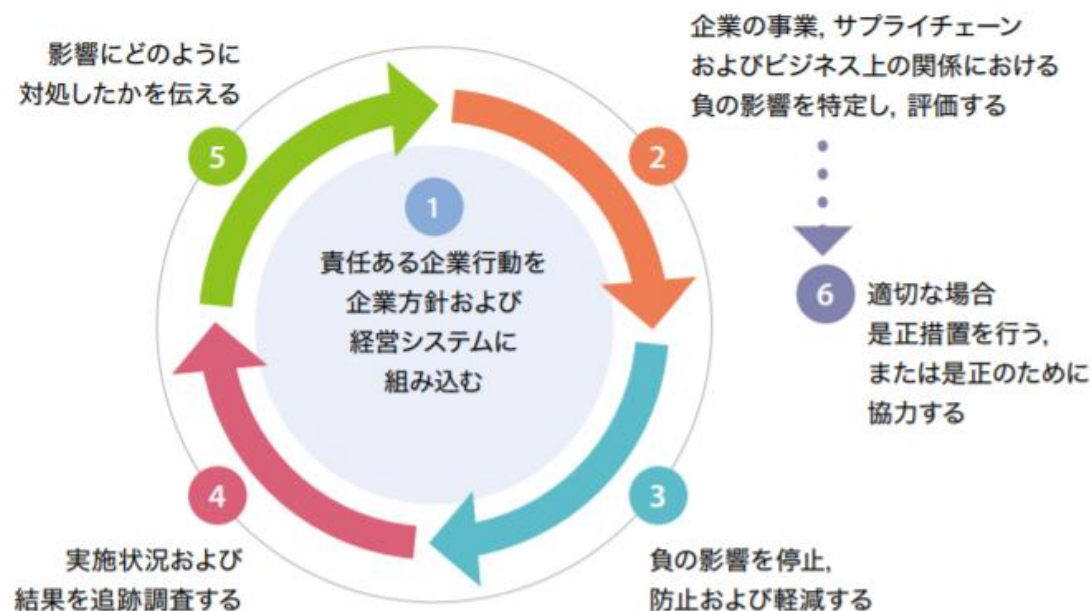 1
責任ある企業行動を
企業方針および
経営システムに
組み込む
2
企業の事業, サプライチェーン
およびビジネス上の関係における
負の影響を特定し, 評価する
3
負の影響を停止,
防止および軽減する
4
実施状況および
結果を追跡調査する
5
影響にどのように
対処したかを伝える
6
適切な場合
是正措置を行う,
または是正のために
協力する